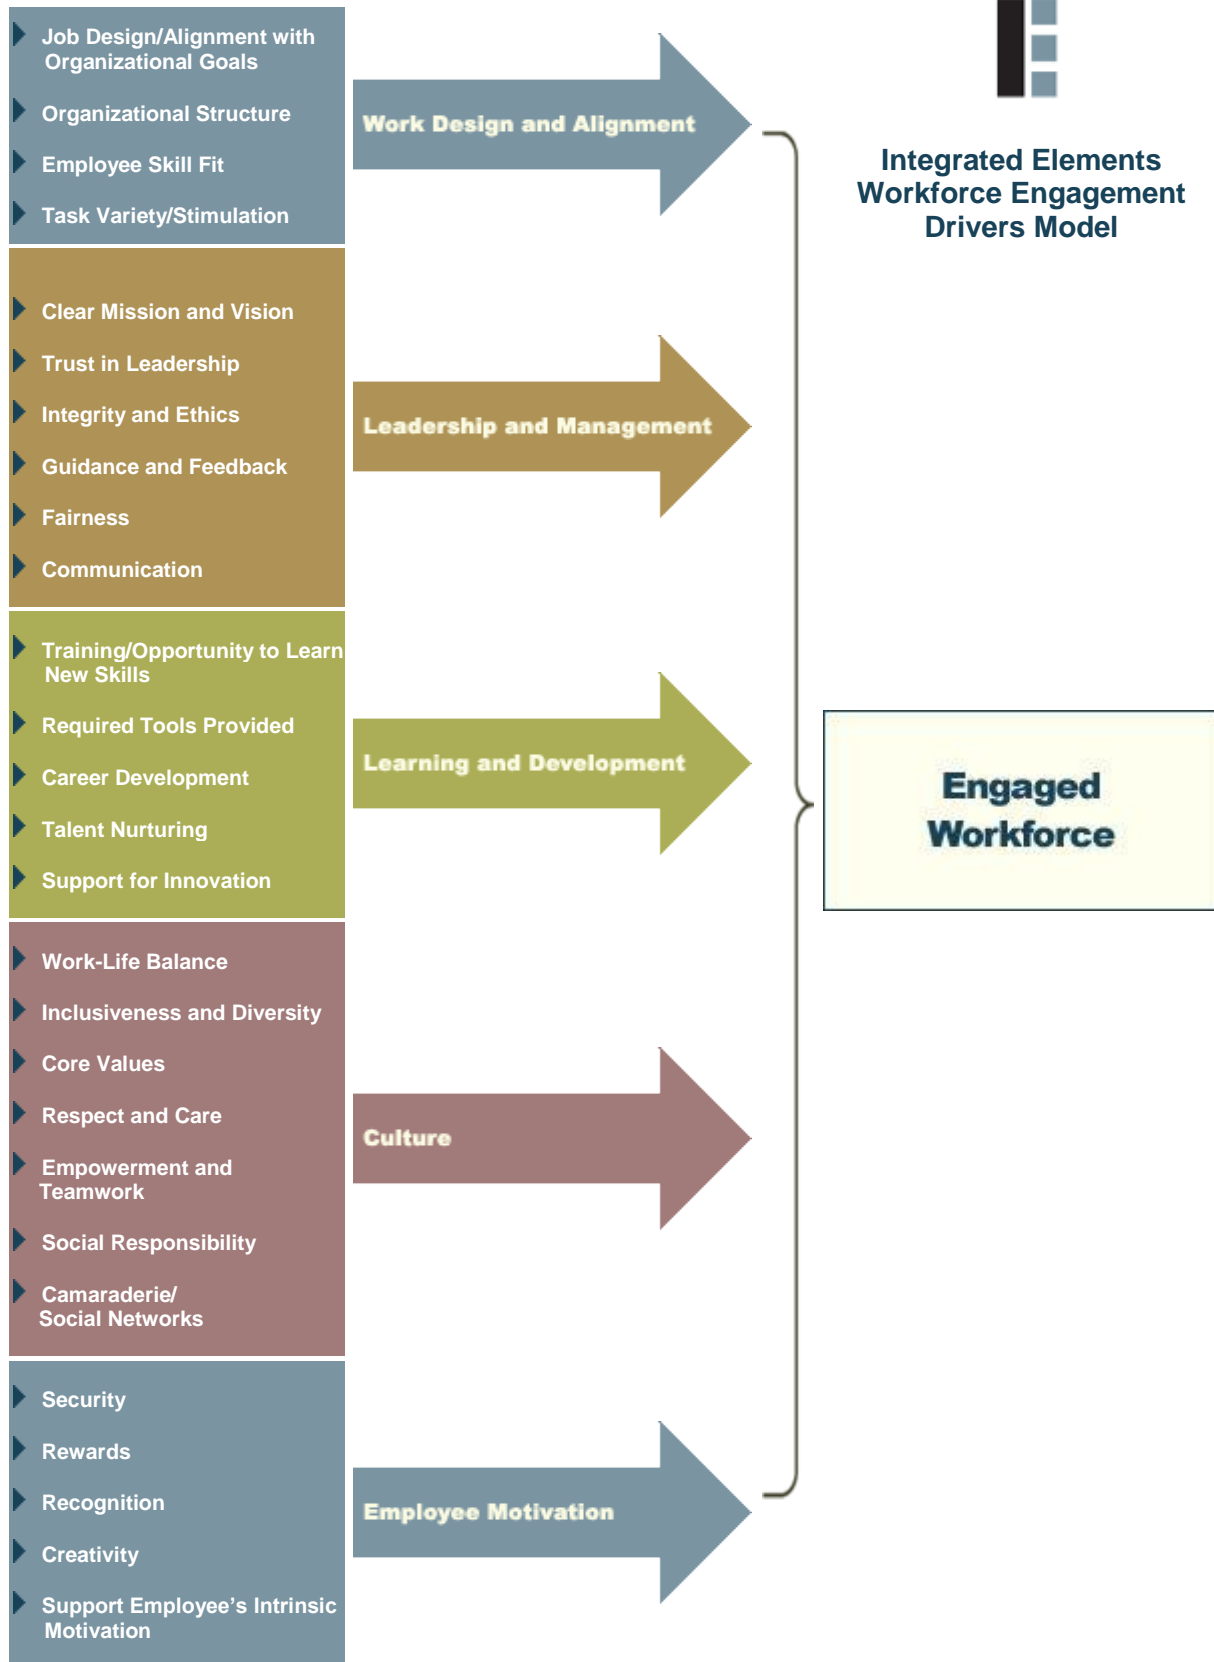 Job Design/Alignment with
Organizational Goals
Organizational Structure
Employee Skill Fit
Task Variety/Stimulation
Work Design and Alignment
Integrated Elements
Workforce Engagement
Drivers Model
Clear Mission and Vision
Trust in Leadership
Integrity and Ethics
Guidance and Feedback
Fairness
Communication
Leadership and Management
Training/Opportunity to Learn
New Skills
Required Tools Provided
Career Development
Talent Nurturing
Support for Innovation
Learning and Development
Engaged
Workforce
Work-Life Balance
Inclusiveness and Diversity
Core Values
Respect and Care
Empowerment and
Teamwork
Social Responsibility
Camaraderie/
Social Networks
Culture
Security
Rewards
Recognition
Creativity
Support Employee’s Intrinsic
Motivation
Employee Motivation